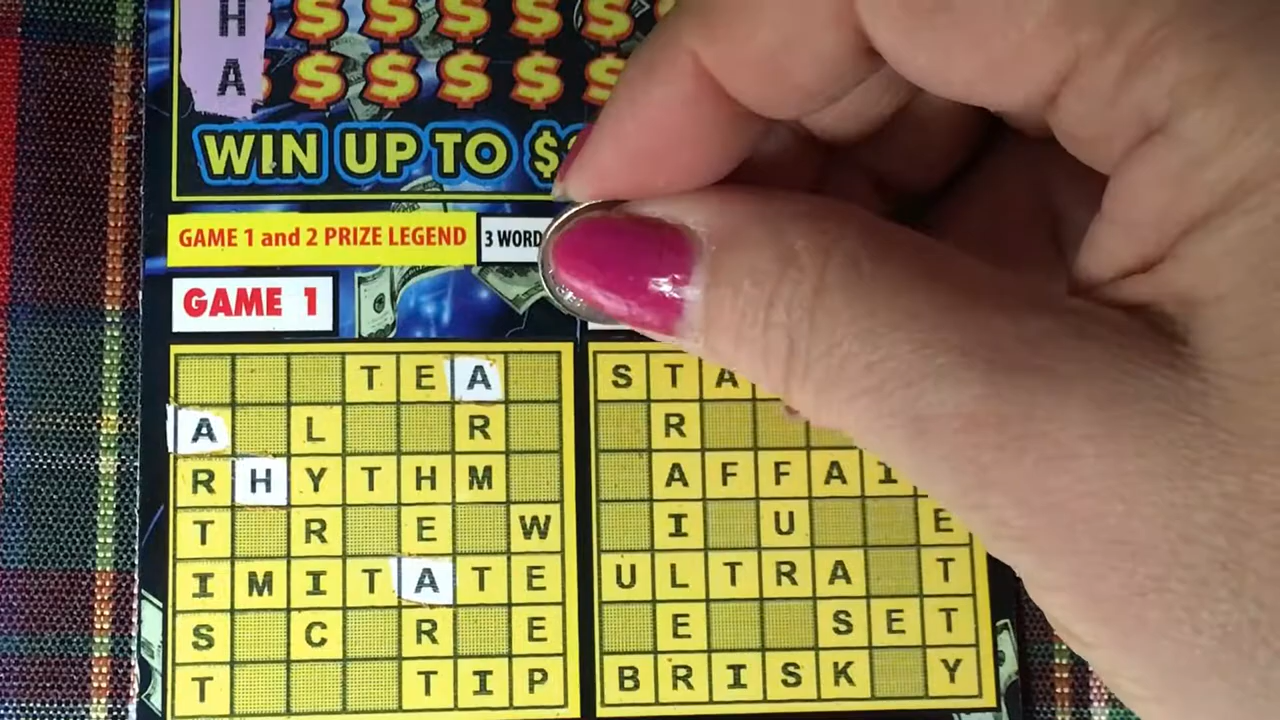 H
$ $ $ $
A
$ $ $ $ $
WIN UP TO $
GAME 1 and 2 PRIZE LEGEND
3 WORD
GAME 1
T E A
A L R
R H Y T H M
T R E W
I M I T A T E
S C R E
T T I P
S T A
R
A F F A I
I U E
U L T R A T
E S E T
B R I S K Y